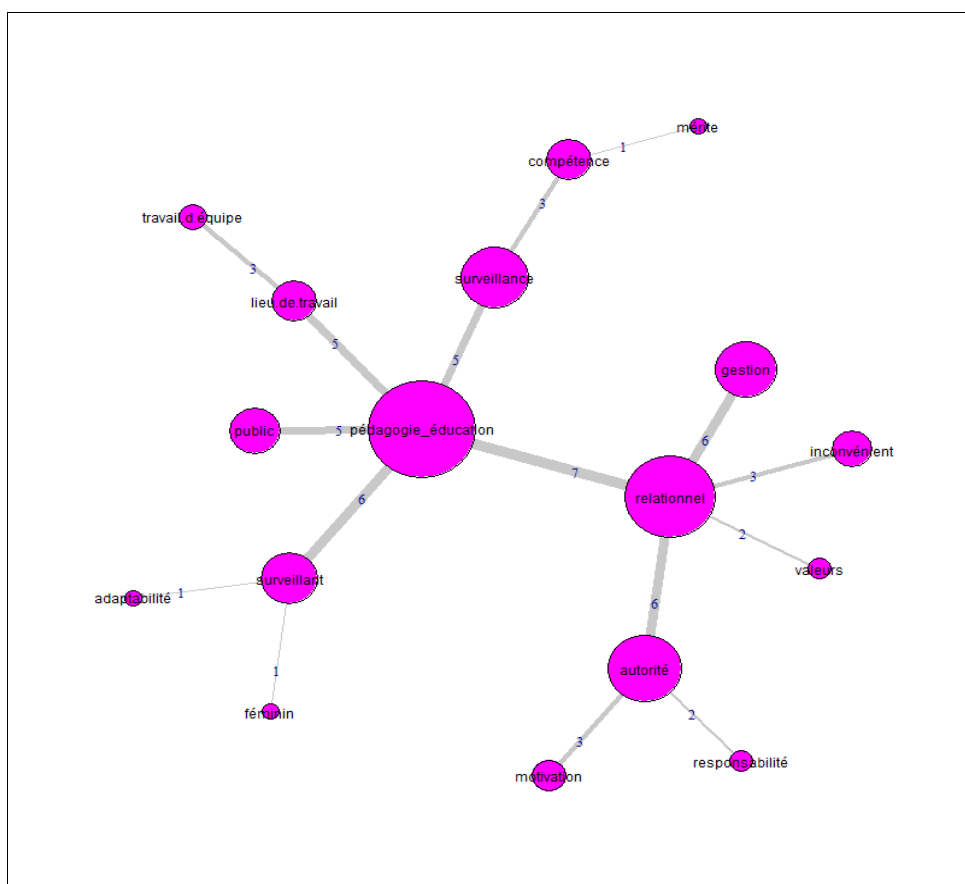 mérite
1
compétence
3
travail.d.équipe
3
surveillance
lieu.de.travail
5
5
gestion
public
5
pédagogie_éducation
6
inconvénient
7
3
relationnel
6
2
surveillant
valeurs
adaptabilité
1
6
1
autorité
féminin
2
3
responsabilité
motivation